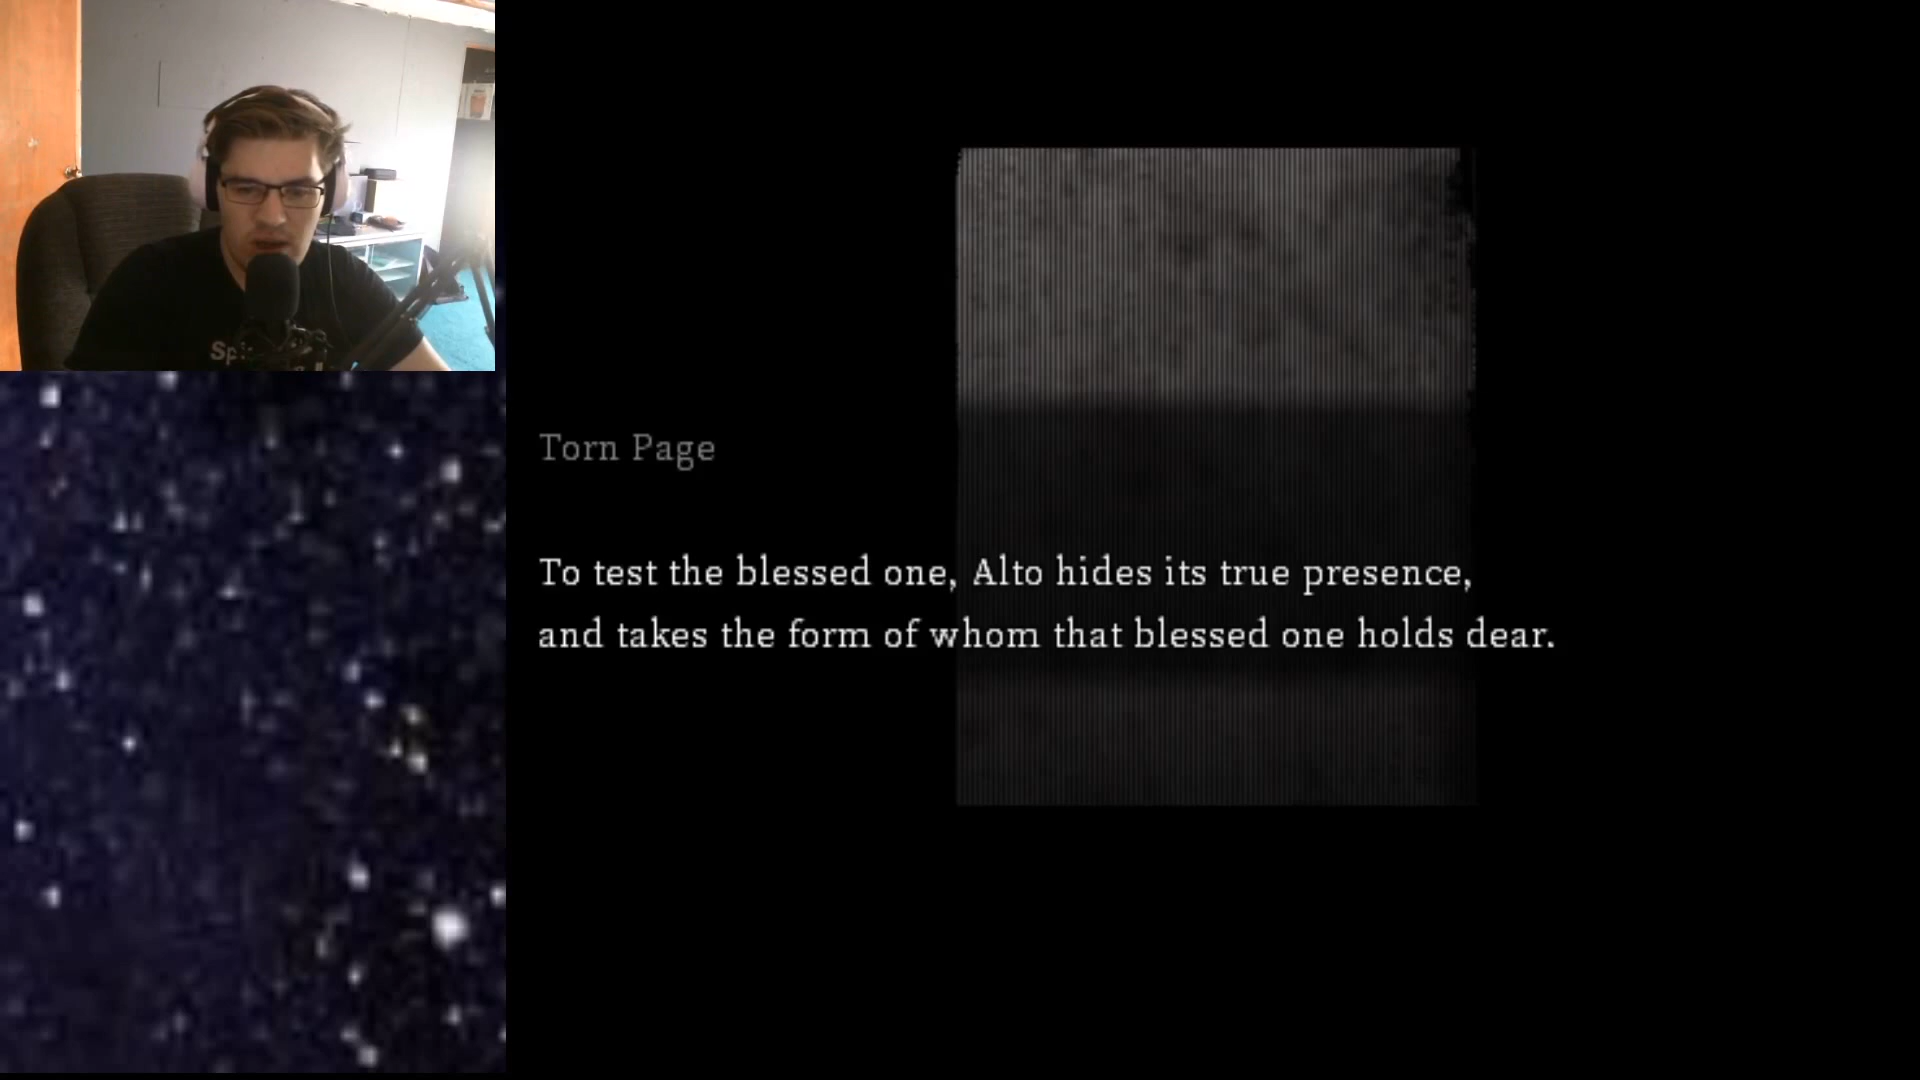 Torn Page
To test the blessed one, Alto hides its true presence,
and takes the form of whom that blessed one holds dear.